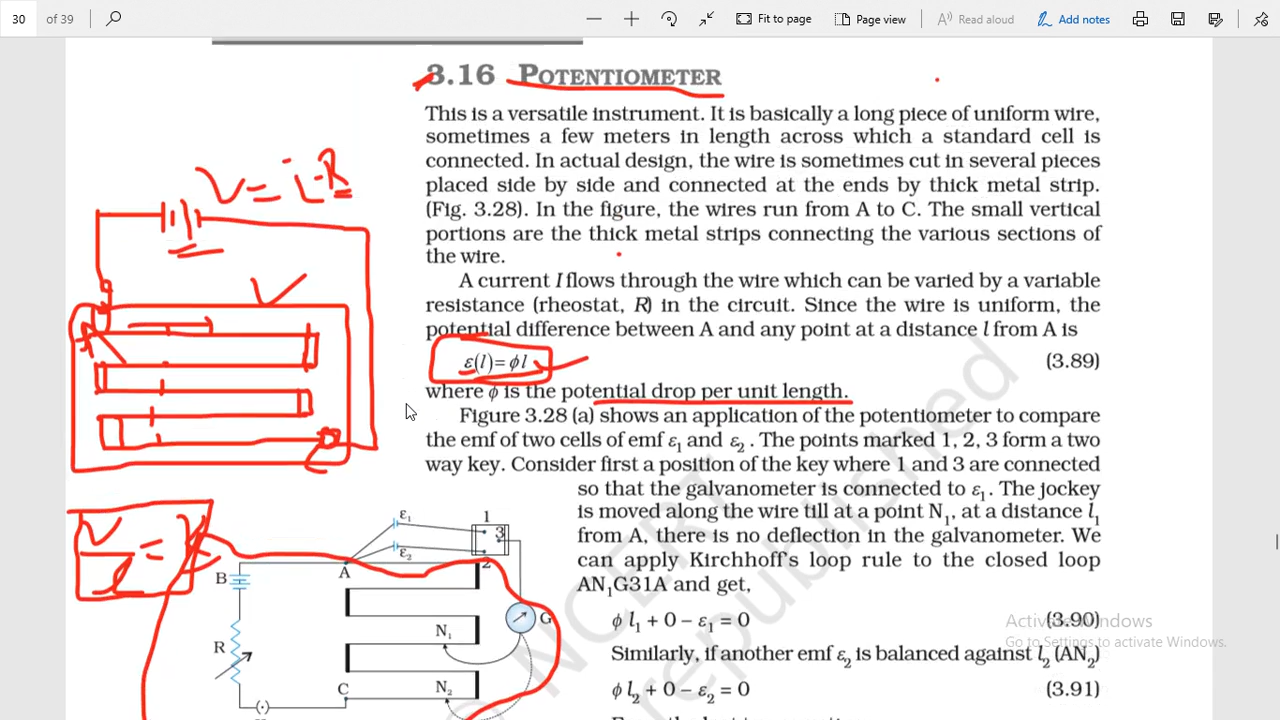 30 of 39
Fit to page
Page view
Read aloud
Add notes
3.16 POTENTIOMETER
This is a versatile instrument. It is basically a long piece of uniform wire,
sometimes a few meters in length across which a standard cell is
connected. In actual design, the wire is sometimes cut in several pieces
placed side by side and connected at the ends by thick metal strip.
(Fig. 3.28). In the figure, the wires run from A to C. The small vertical
portions are the thick metal strips connecting the various sections of
the wire.
A current I flows through the wire which can be varied by a variable
resistance (rheostat, R) in the circuit. Since the wire is uniform, the
potential difference between A and any point at a distance l from A is
ε(l)= ϕl (3.89)
where ϕ is the potential drop per unit length.
Figure 3.28 (a) shows an application of the potentiometer to compare
the emf of two cells of emf ε₁ and ε₂ . The points marked 1, 2, 3 form a two
way key. Consider first a position of the key where 1 and 3 are connected
so that the galvanometer is connected to ε₁. The jockey
is moved along the wire till at a point N₁, at a distance l₁
from A, there is no deflection in the galvanometer. We
can apply Kirchhoff's loop rule to the closed loop
AN₁G31A and get,
ϕ l₁ + 0 – ε₁ = 0 (3.90)
Similarly, if another emf ε₂ is balanced against l₂ (AN₂)
ϕ l₂ + 0 – ε₂ = 0 (3.91)
V = i R
V
A
ε₁
ε₂
1
3
2
A
B
G
N₁
R
C
N₂
NCERT
republished
Activate Windows
Go to Settings to activate Windows.